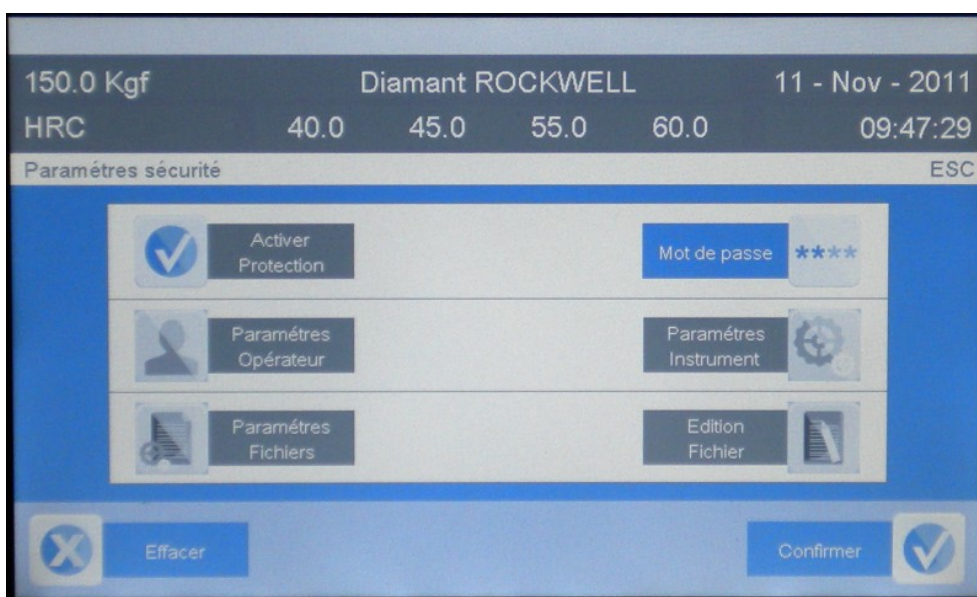 150.0 Kgf Diamant ROCKWELL 11 - Nov - 2011
HRC 40.0 45.0 55.0 60.0 09:47:29
Paramétres sécurité ESC
Activer
Protection
Mot de passe ****
Paramétres
Opérateur
Paramétres
Instrument
Paramétres
Fichiers
Edition
Fichier
Effacer
Confirmer